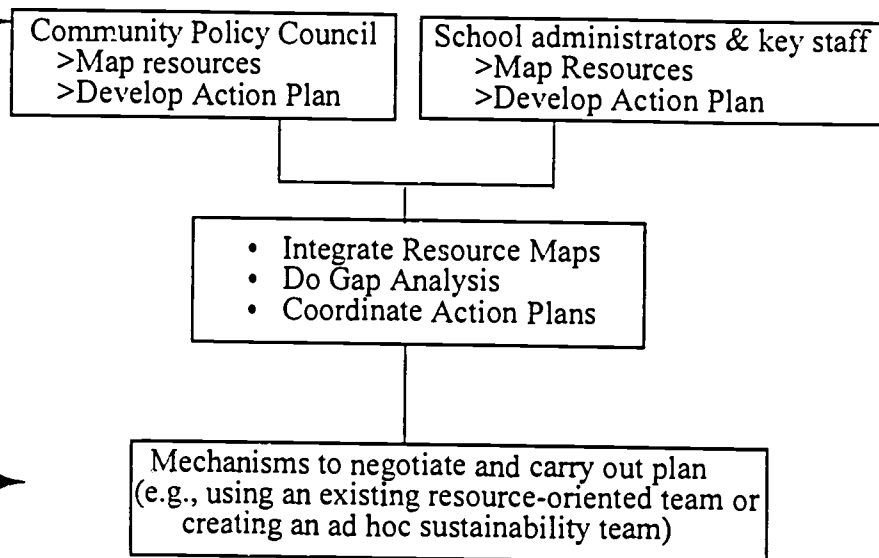 Community Policy Council
>Map resources
>Develop Action Plan
School administrators & key staff
>Map Resources
>Develop Action Plan
• Integrate Resource Maps
• Do Gap Analysis
• Coordinate Action Plans
Mechanisms to negotiate and carry out plan
(e.g., using an existing resource-oriented team or
creating an ad hoc sustainability team)